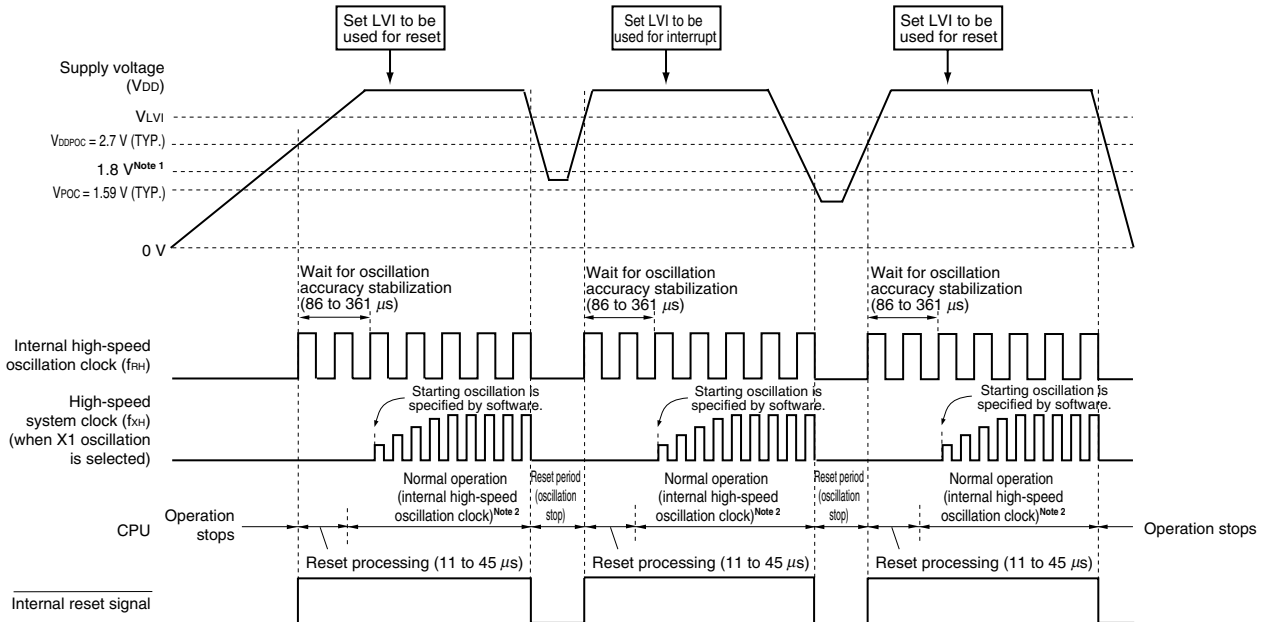 Set LVI to be
used for reset
Set LVI to be
used for interrupt
Set LVI to be
used for reset
Supply voltage
(VDD)
VLVI
VDDPOC = 2.7 V (TYP.)
1.8 V Note 1
VPOC = 1.59 V (TYP.)
0 V
Wait for oscillation
accuracy stabilization
(86 to 361 μs)
Wait for oscillation
accuracy stabilization
(86 to 361 μs)
Wait for oscillation
accuracy stabilization
(86 to 361 μs)
Internal high-speed
oscillation clock (fRH)
High-speed
system clock (fXH)
(when X1 oscillation
is selected)
Starting oscillation is
specified by software.
Starting oscillation is
specified by software.
Starting oscillation is
specified by software.
CPU
Operation
stops
Normal operation
(internal high-speed
oscillation clock) Note 2
Reset period
(oscillation
stop)
Normal operation
(internal high-speed
oscillation clock) Note 2
Reset period
(oscillation
stop)
Normal operation
(internal high-speed
oscillation clock) Note 2
Operation stops
Reset processing (11 to 45 μs)
Reset processing (11 to 45 μs)
Reset processing (11 to 45 μs)
Internal reset signal